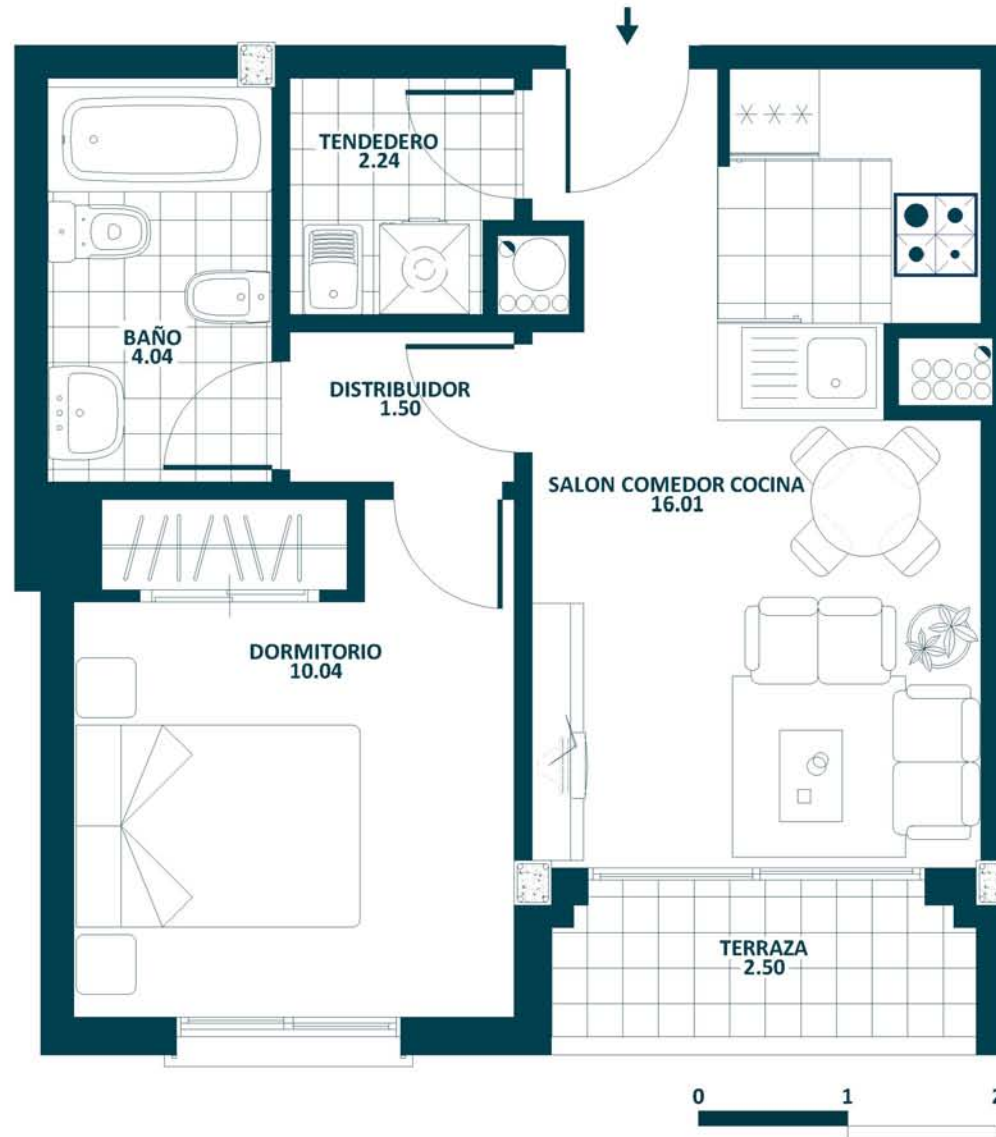 TENDEDERO
2.24
BAÑO
4.04
DISTRIBUIDOR
1.50
SALON COMEDOR COCINA
16.01
DORMITORIO
10.04
TERRAZA
2.50
0 1 2